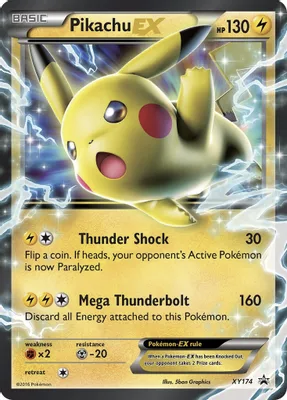 BASIC
Pikachu EX HP130
Thunder Shock 30
Flip a coin. If heads, your opponent's Active Pokémon
is now Paralyzed.
Mega Thunderbolt 160
Discard all Energy attached to this Pokémon.
weakness resistance
×2 -20
retreat
Pokémon-EX rule
When a Pokémon-EX has been Knocked Out,
your opponent takes 2 Prize cards.
©2016 Pokémon Illus. 5ban Graphics XY174